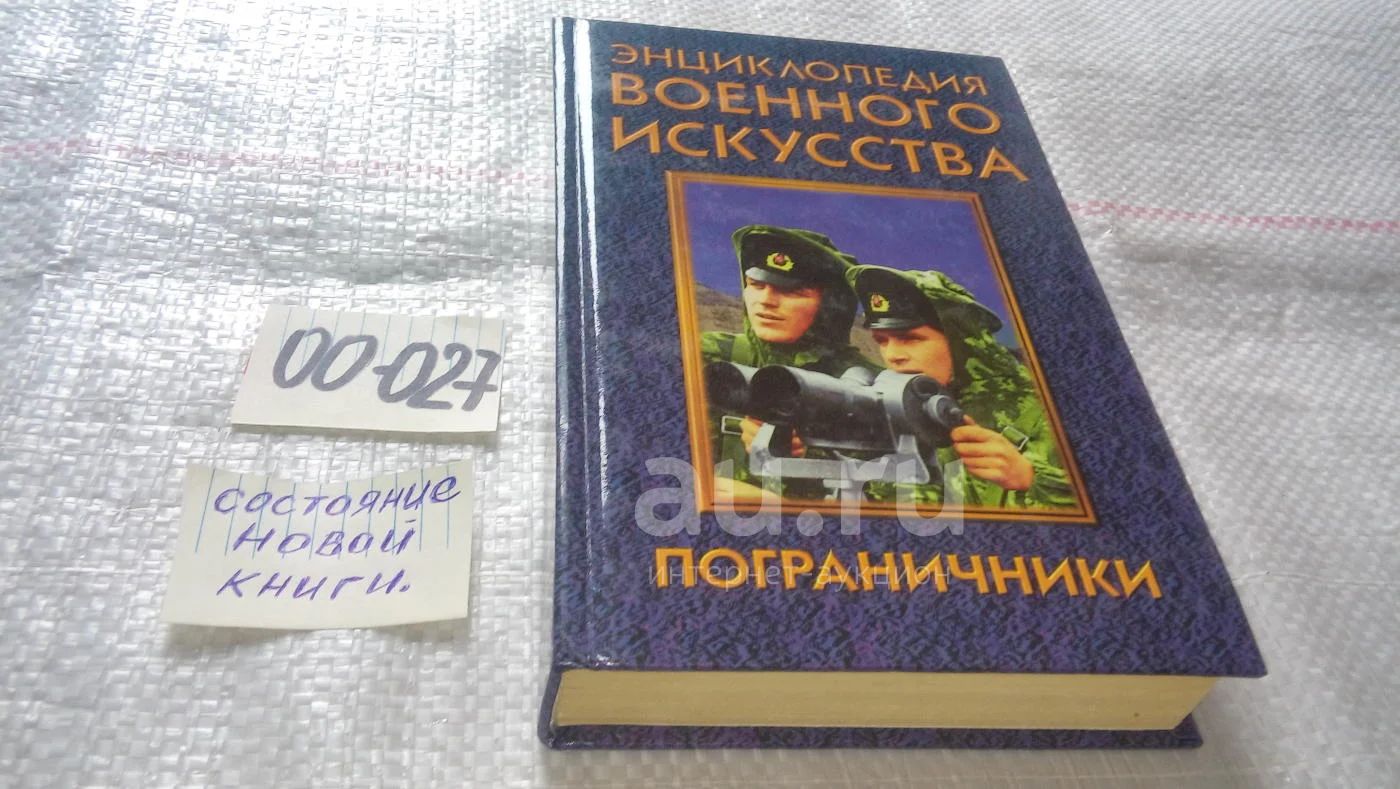 ЭНЦИКЛОПЕДИЯ
ВОЕННОГО
ИСКУССТВА
ПОГРАНИЧНИКИ
00-027
состояние
новой
книги.
au.ru
интернет-аукцион